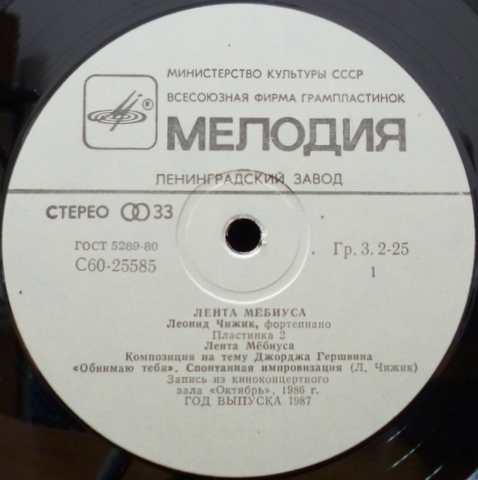 МИНИСТЕРСТВО КУЛЬТУРЫ СССР
ВСЕСОЮЗНАЯ ФИРМА ГРАМПЛАСТИНОК
®
МЕЛОДИЯ
ЛЕНИНГРАДСКИЙ ЗАВОД
СТЕРЕО 33
ГОСТ 5289-80
Гр. 3. 2-25
С60-25585
1
ЛЕНТА МЁБИУСА
Леонид Чижик, фортепиано
Пластинка 2
Лента Мёбиуса
Композиция на тему Джорджа Гершвина
«Обнимаю тебя». Спонтанная импровизация (Л. Чижик)
Запись из киноконцертного
зала «Октябрь», 1986 г.
ГОД ВЫПУСКА 1987